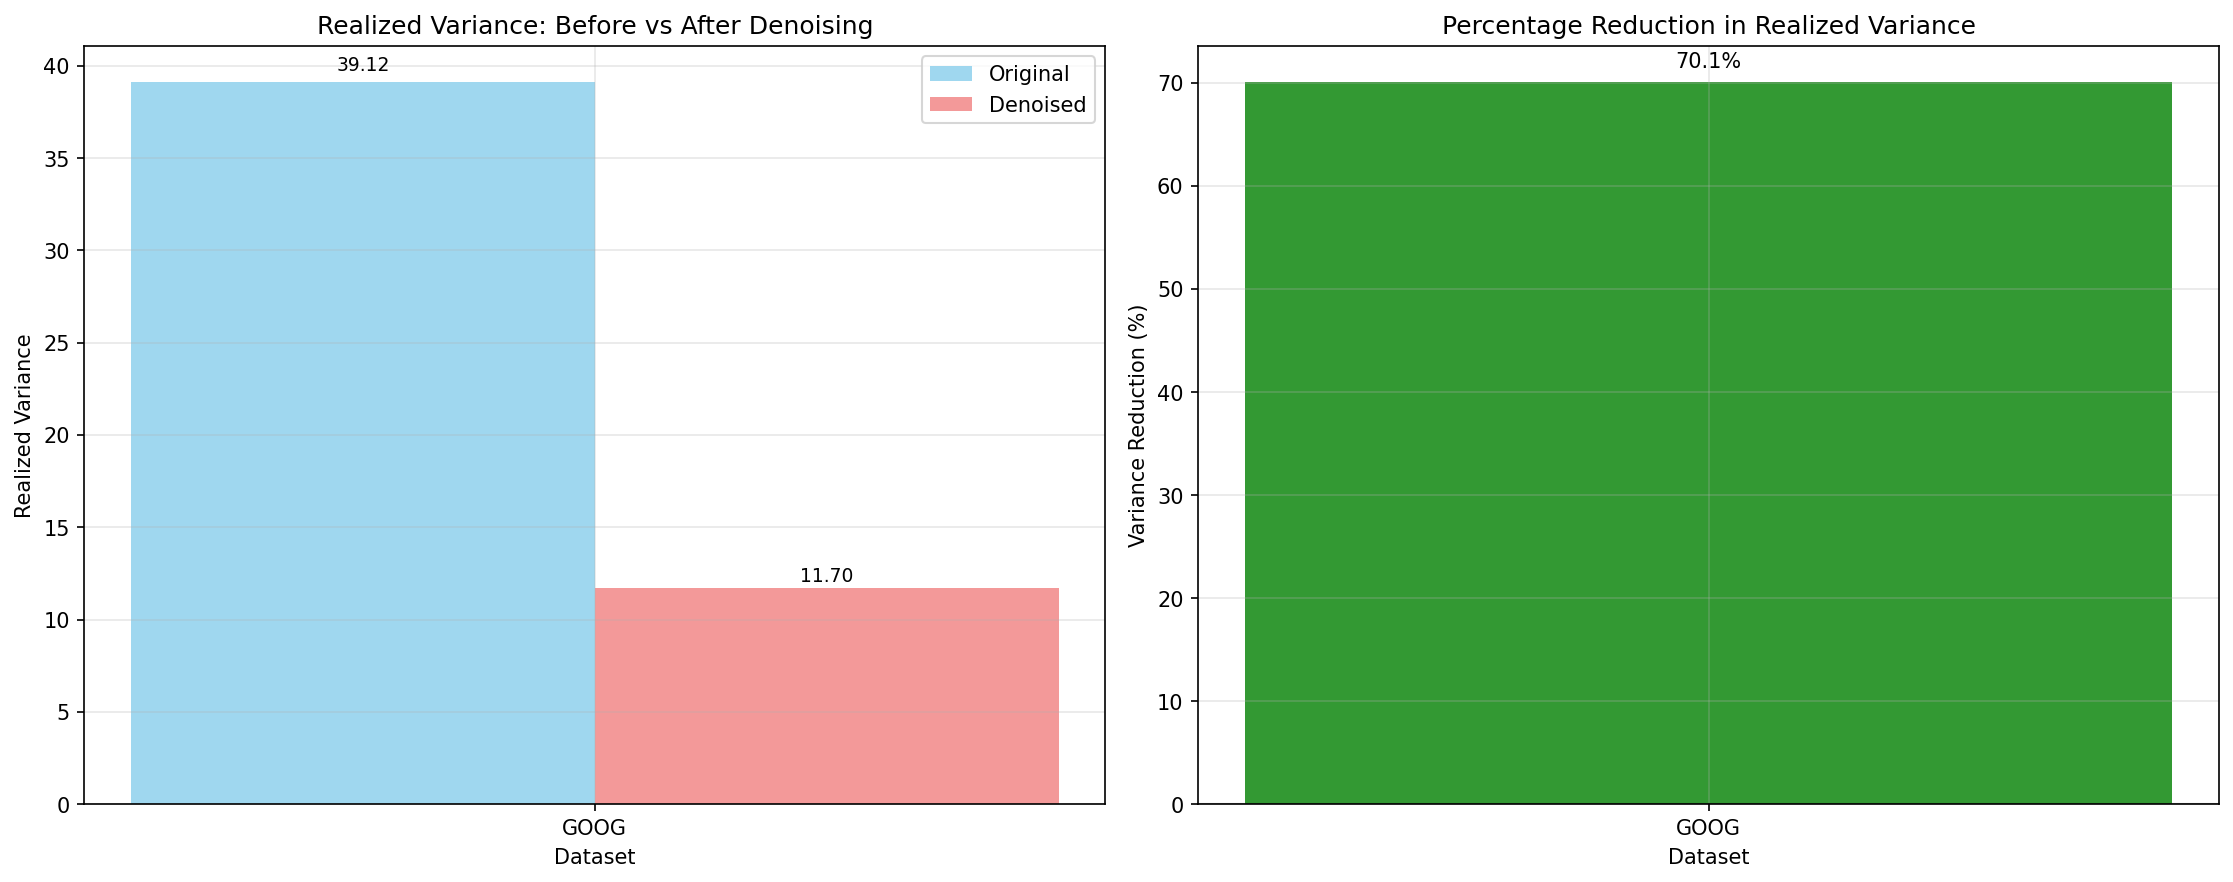 Realized Variance: Before vs After Denoising
Realized Variance
40
35
30
25
20
15
10
5
0
39.12
11.70
Original
Denoised
GOOG
Dataset
Percentage Reduction in Realized Variance
Variance Reduction (%)
70
60
50
40
30
20
10
0
70.1%
GOOG
Dataset